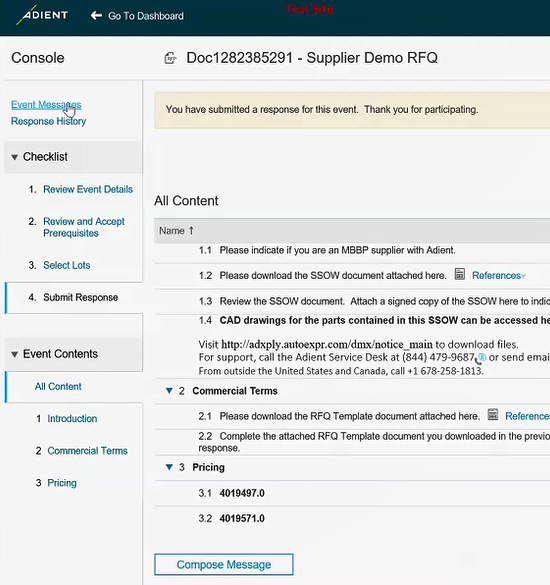 ADIENT
Go To Dashboard
Test Site
Console
Doc1282385291 - Supplier Demo RFQ
Event Messages
Response History
You have submitted a response for this event. Thank you for participating.
▼ Checklist
1. Review Event Details
2. Review and Accept
Prerequisites
3. Select Lots
4. Submit Response
▼ Event Contents
All Content
1 Introduction
2 Commercial Terms
3 Pricing
All Content
Name ↑
1.1 Please indicate if you are an MBBP supplier with Adient.
1.2 Please download the SSOW document attached here. References
1.3 Review the SSOW document. Attach a signed copy of the SSOW here to indic
1.4 CAD drawings for the parts contained in this SSOW can be accessed he
Visit http://adxply.autoexpr.com/dmx/notice_main to download files.
For support, call the Adient Service Desk at (844) 479-9687 or send emai
From outside the United States and Canada, call +1 678-258-1813.
▼ 2 Commercial Terms
2.1 Please download the RFQ Template document attached here. Reference
2.2 Complete the attached RFQ Template document you downloaded in the previo
response.
▼ 3 Pricing
3.1 4019497.0
3.2 4019571.0
Compose Message